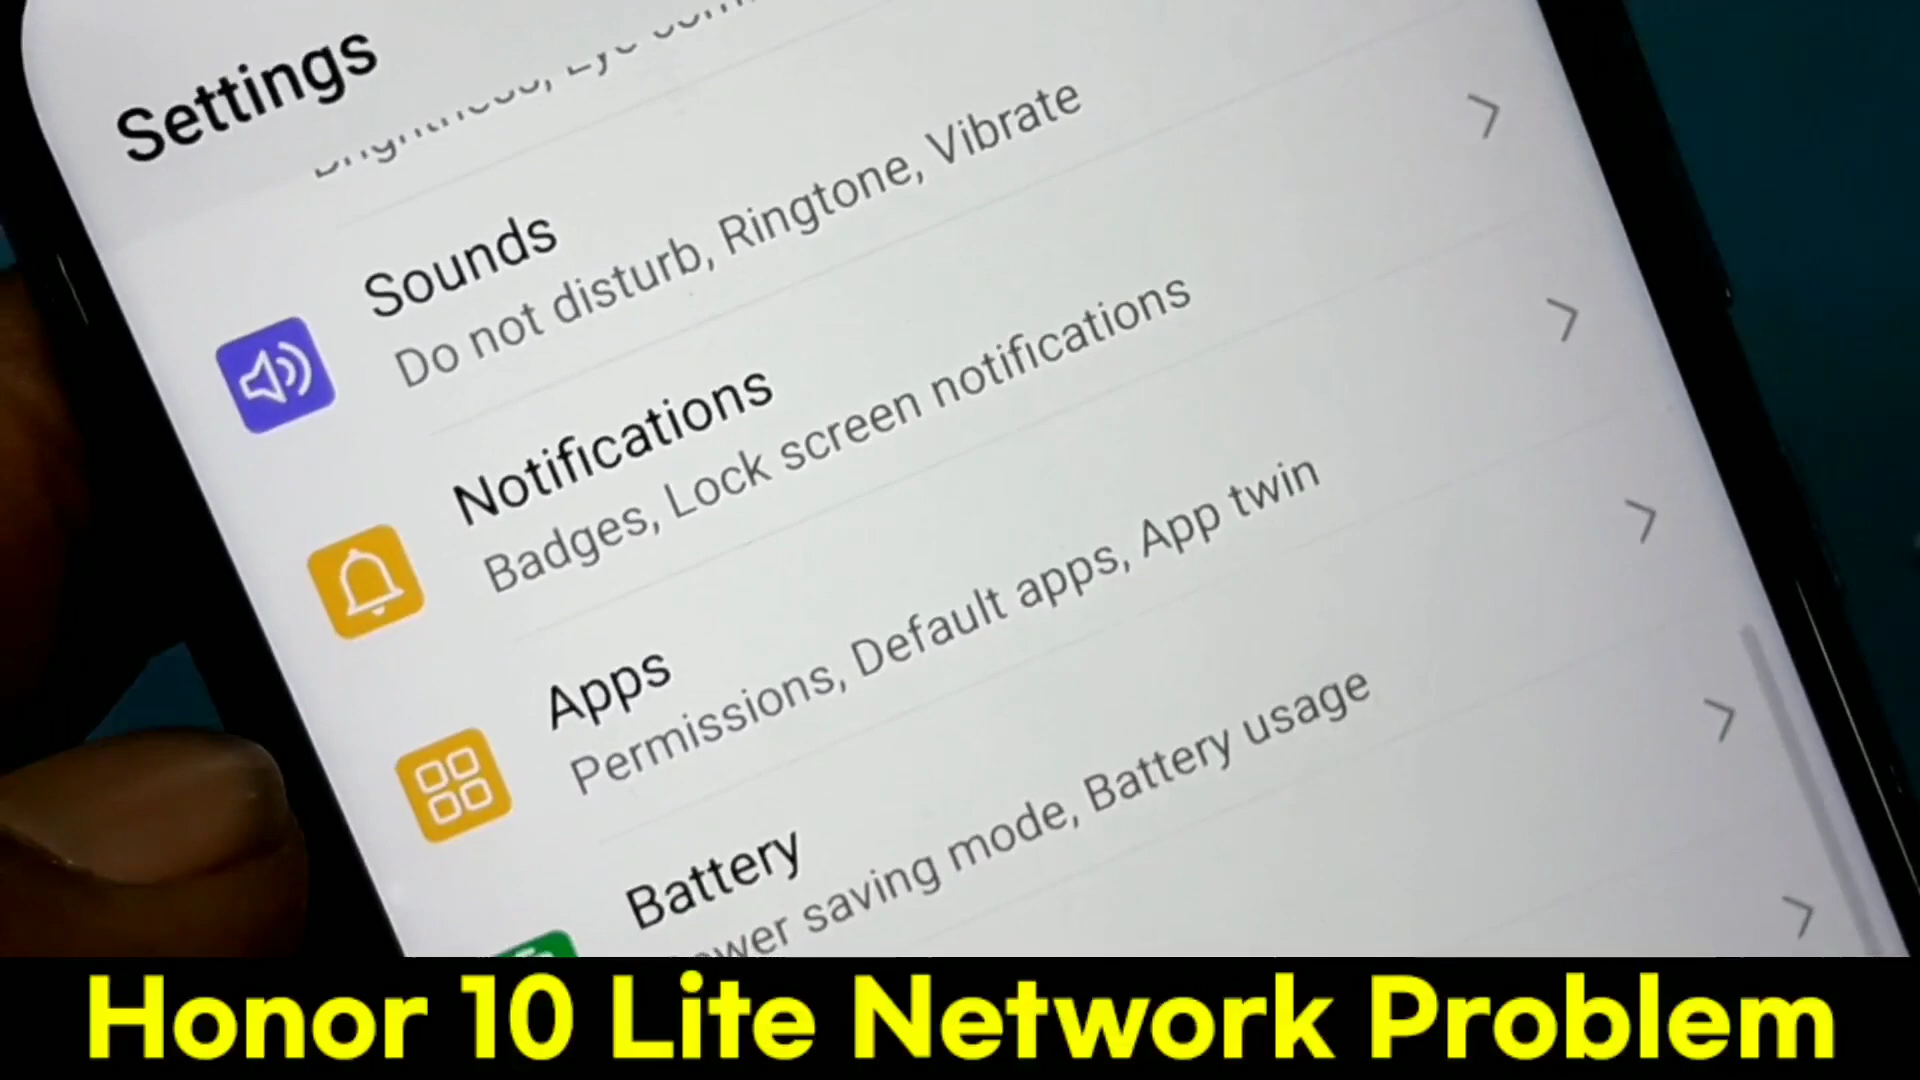 Settings
Sounds
Do not disturb, Ringtone, Vibrate
Notifications
Badges, Lock screen notifications
Apps
Permissions, Default apps, App twin
Battery
saving mode, Battery usage
Honor 10 Lite Network Problem